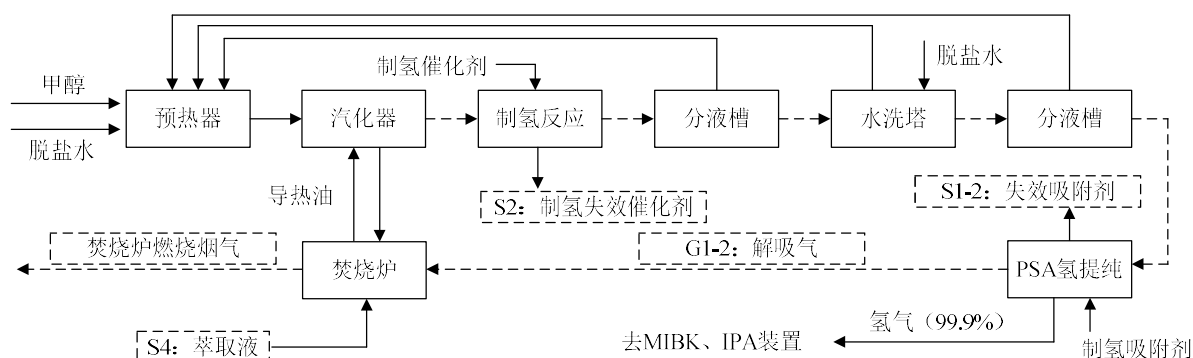 制氢催化剂
脱盐水
甲醇
预热器
汽化器
制氢反应
分液槽
水洗塔
分液槽
脱盐水
导热油
S2：制氢失效催化剂
S1-2：失效吸附剂
焚烧炉燃烧烟气
G1-2：解吸气
焚烧炉
PSA氢提纯
氢气（99.9%）
S4：萃取液
去MIBK、IPA装置
制氢吸附剂